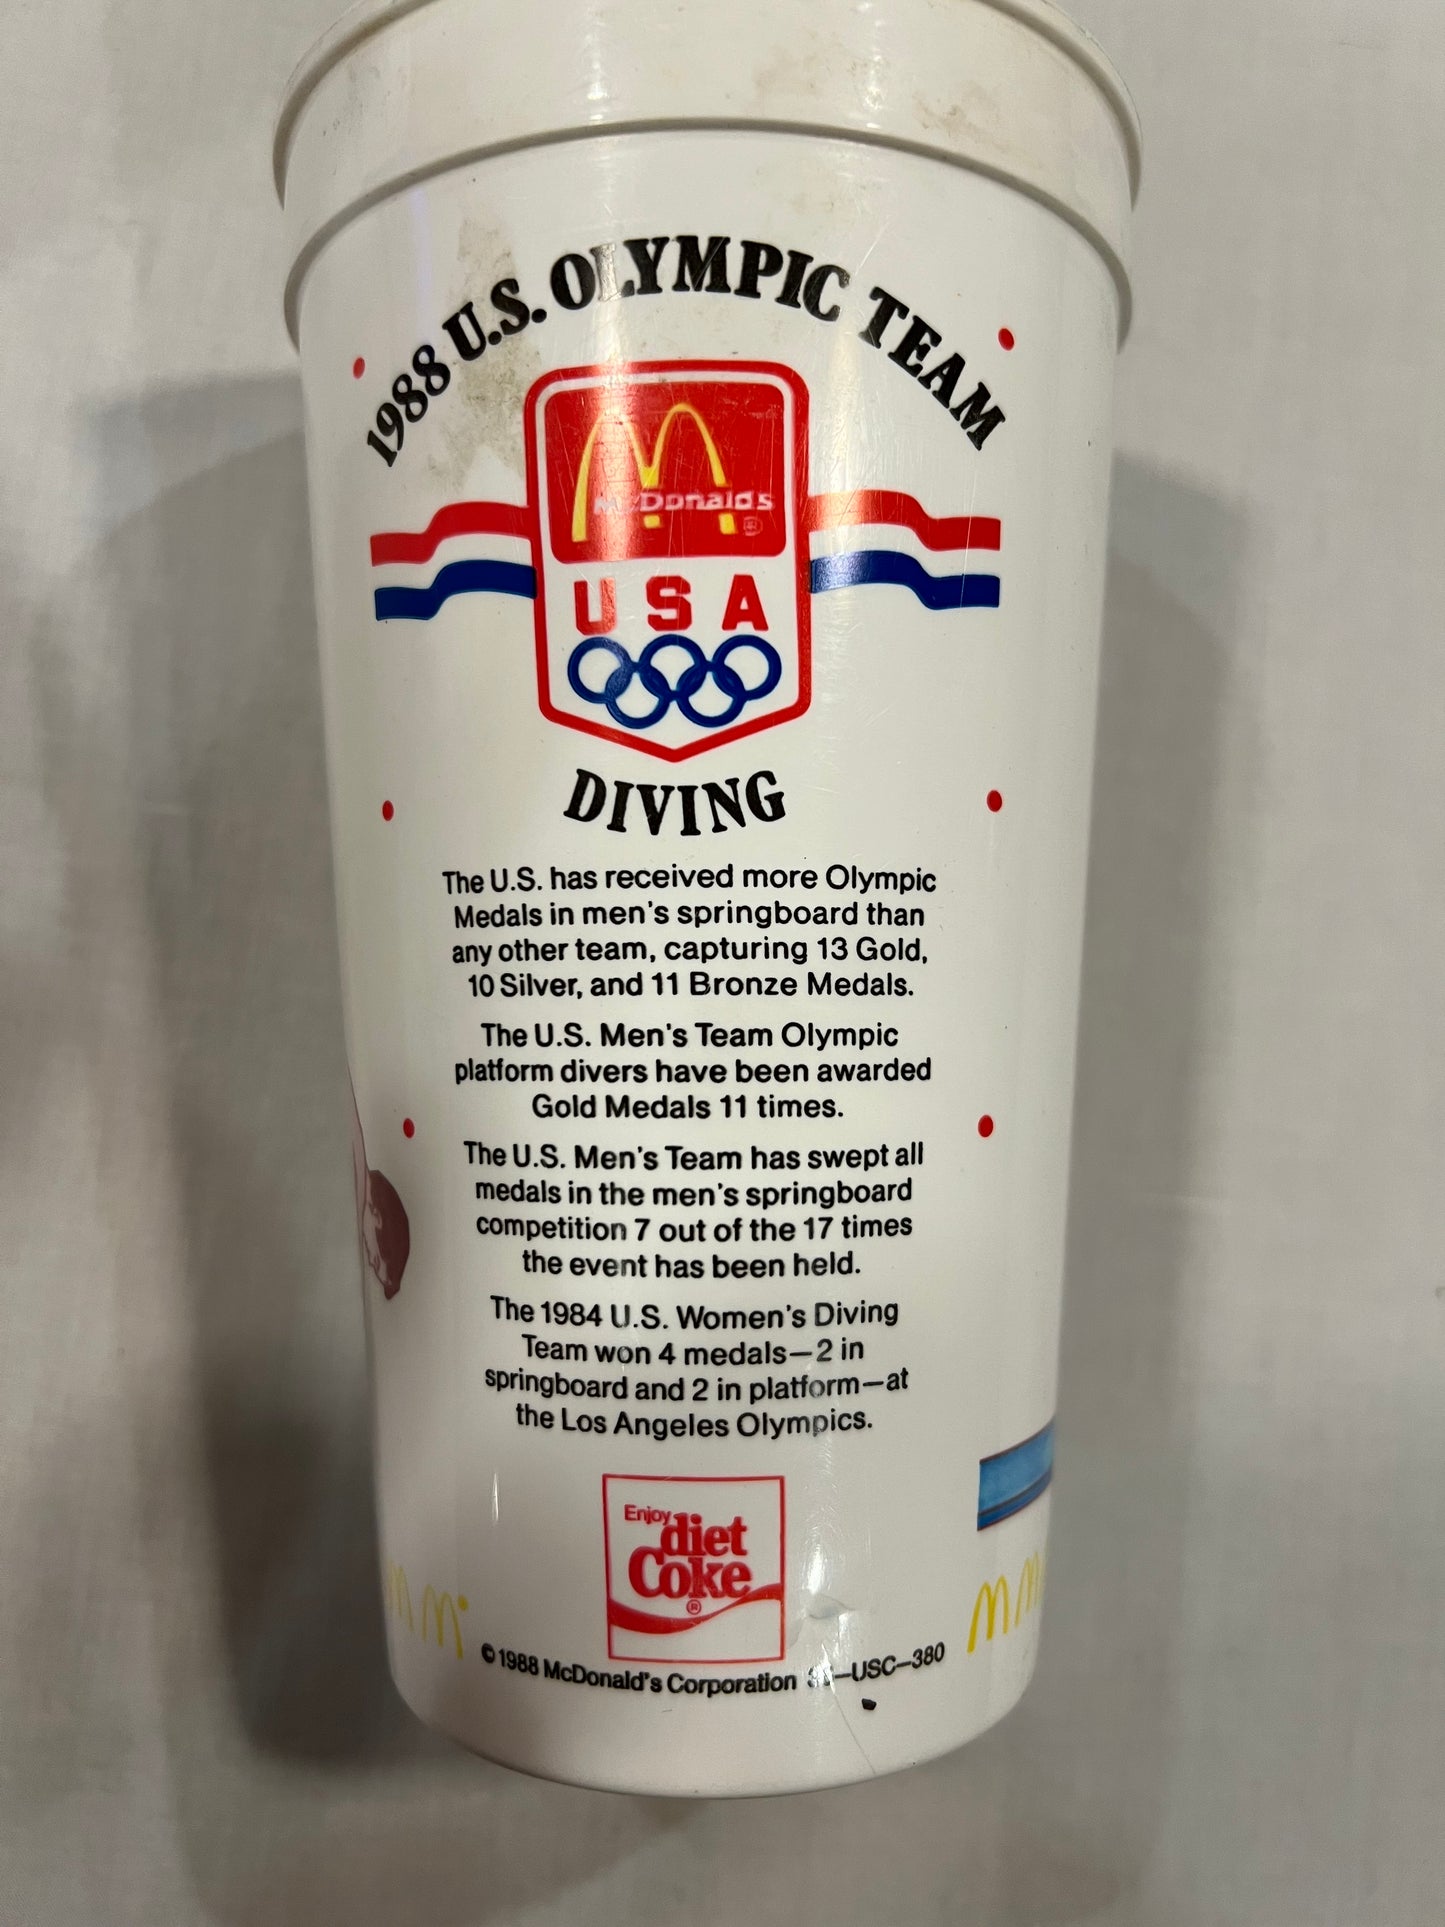 1988 U.S. OLYMPIC TEAM
McDonald's
®
USA
DIVING
The U.S. has received more Olympic
Medals in men's springboard than
any other team, capturing 13 Gold,
10 Silver, and 11 Bronze Medals.
The U.S. Men's Team Olympic
platform divers have been awarded
Gold Medals 11 times.
The U.S. Men's Team has swept all
medals in the men's springboard
competition 7 out of the 17 times
the event has been held.
The 1984 U.S. Women's Diving
Team won 4 medals—2 in
springboard and 2 in platform—at
the Los Angeles Olympics.
Enjoy
diet
Coke
®
© 1988 McDonald's Corporation —USC—380